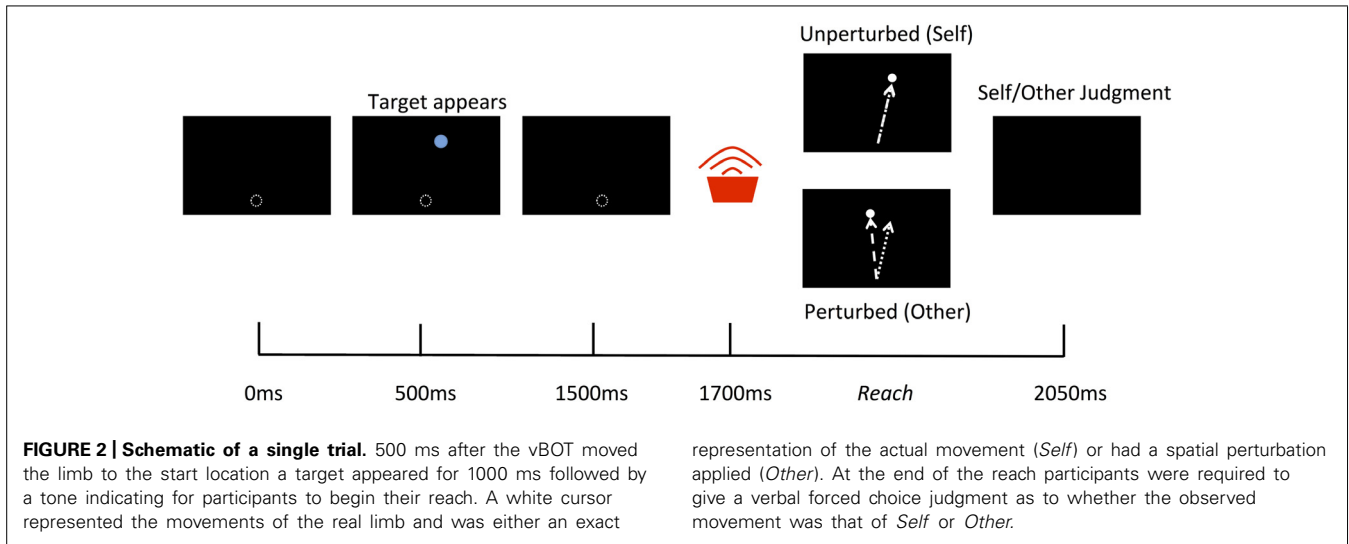 Unperturbed (Self)
Target appears
Self/Other Judgment
Perturbed (Other)
0ms
500ms
1500ms
1700ms
Reach
2050ms
FIGURE 2 | Schematic of a single trial. 500 ms after the vBOT moved
the limb to the start location a target appeared for 1000 ms followed by
a tone indicating for participants to begin their reach. A white cursor
represented the movements of the real limb and was either an exact
representation of the actual movement (Self) or had a spatial perturbation
applied (Other). At the end of the reach participants were required to
give a verbal forced choice judgment as to whether the observed
movement was that of Self or Other.